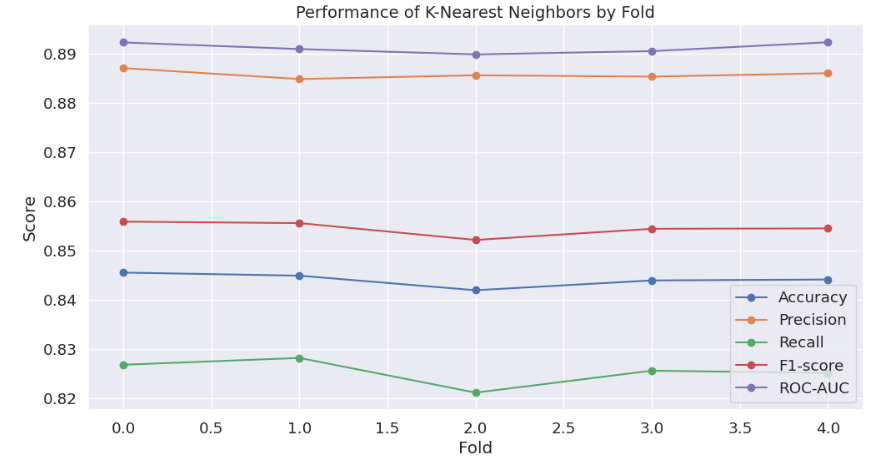 Performance of K-Nearest Neighbors by Fold
0.89
0.88
0.87
0.86
0.85
0.84
0.83
0.82
Score
Accuracy
Precision
Recall
F1-score
ROC-AUC
0.0 0.5 1.0 1.5 2.0 2.5 3.0 3.5 4.0
Fold